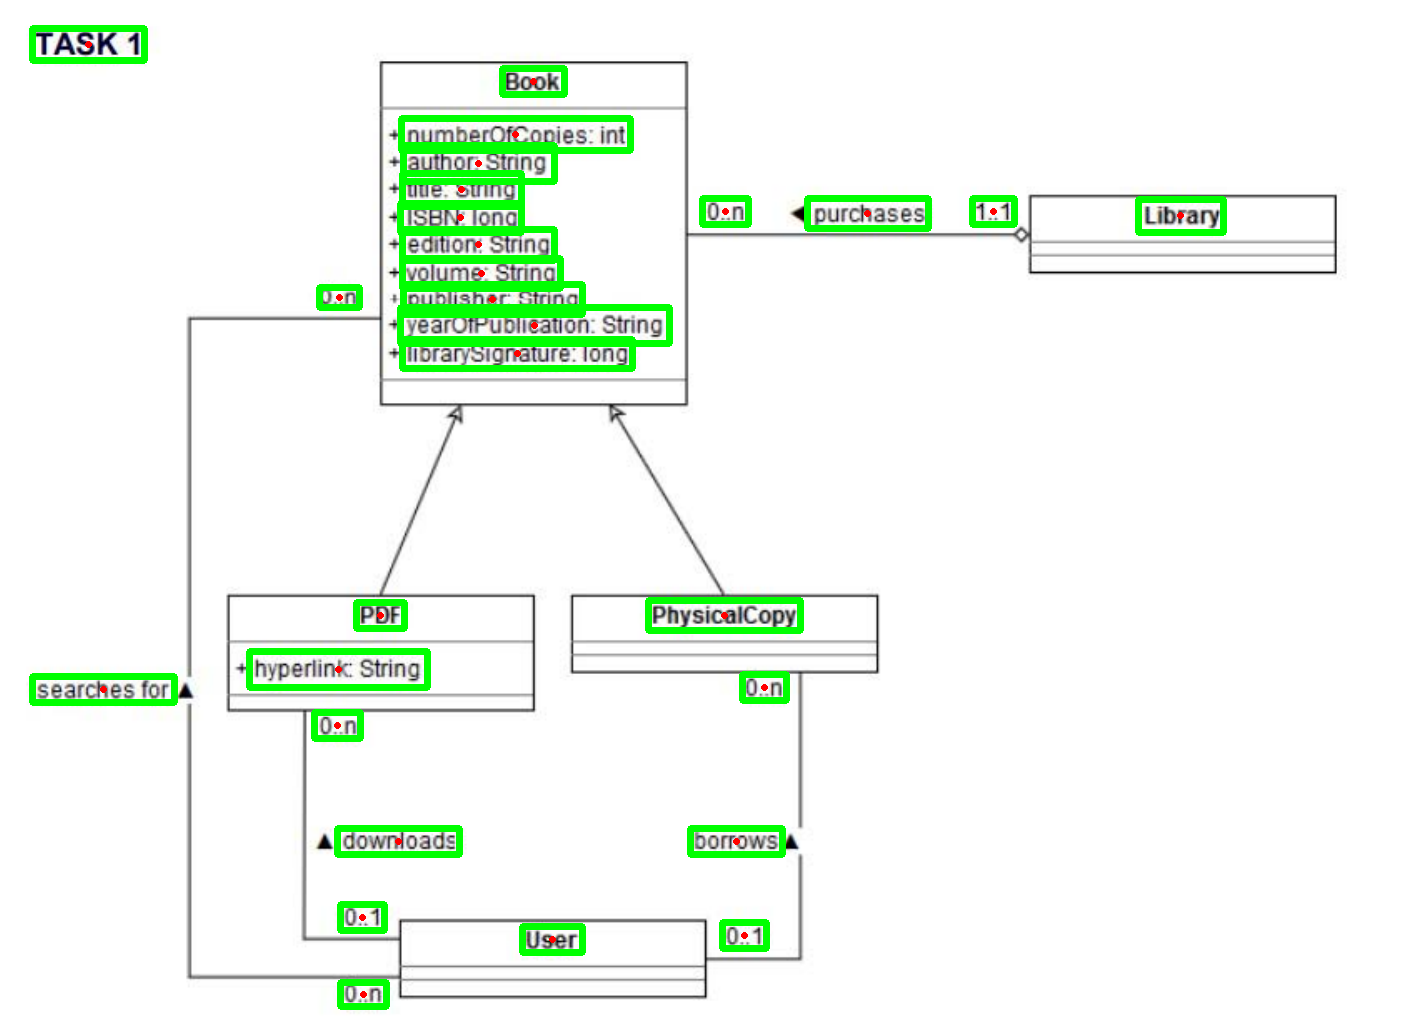 TASK 1
Book
+ numberOfCopies: int
+ author: String
+ title: String
+ ISBN: long
+ edition: String
+ volume: String
+ publisher: String
+ yearOfPublication: String
+ librarySignature: long
0..n
purchases
1..1
Library
0..n
PDF
+ hyperlink: String
PhysicalCopy
searches for
0..n
0..n
downloads
borrows
0..1
User
0..1
0..n